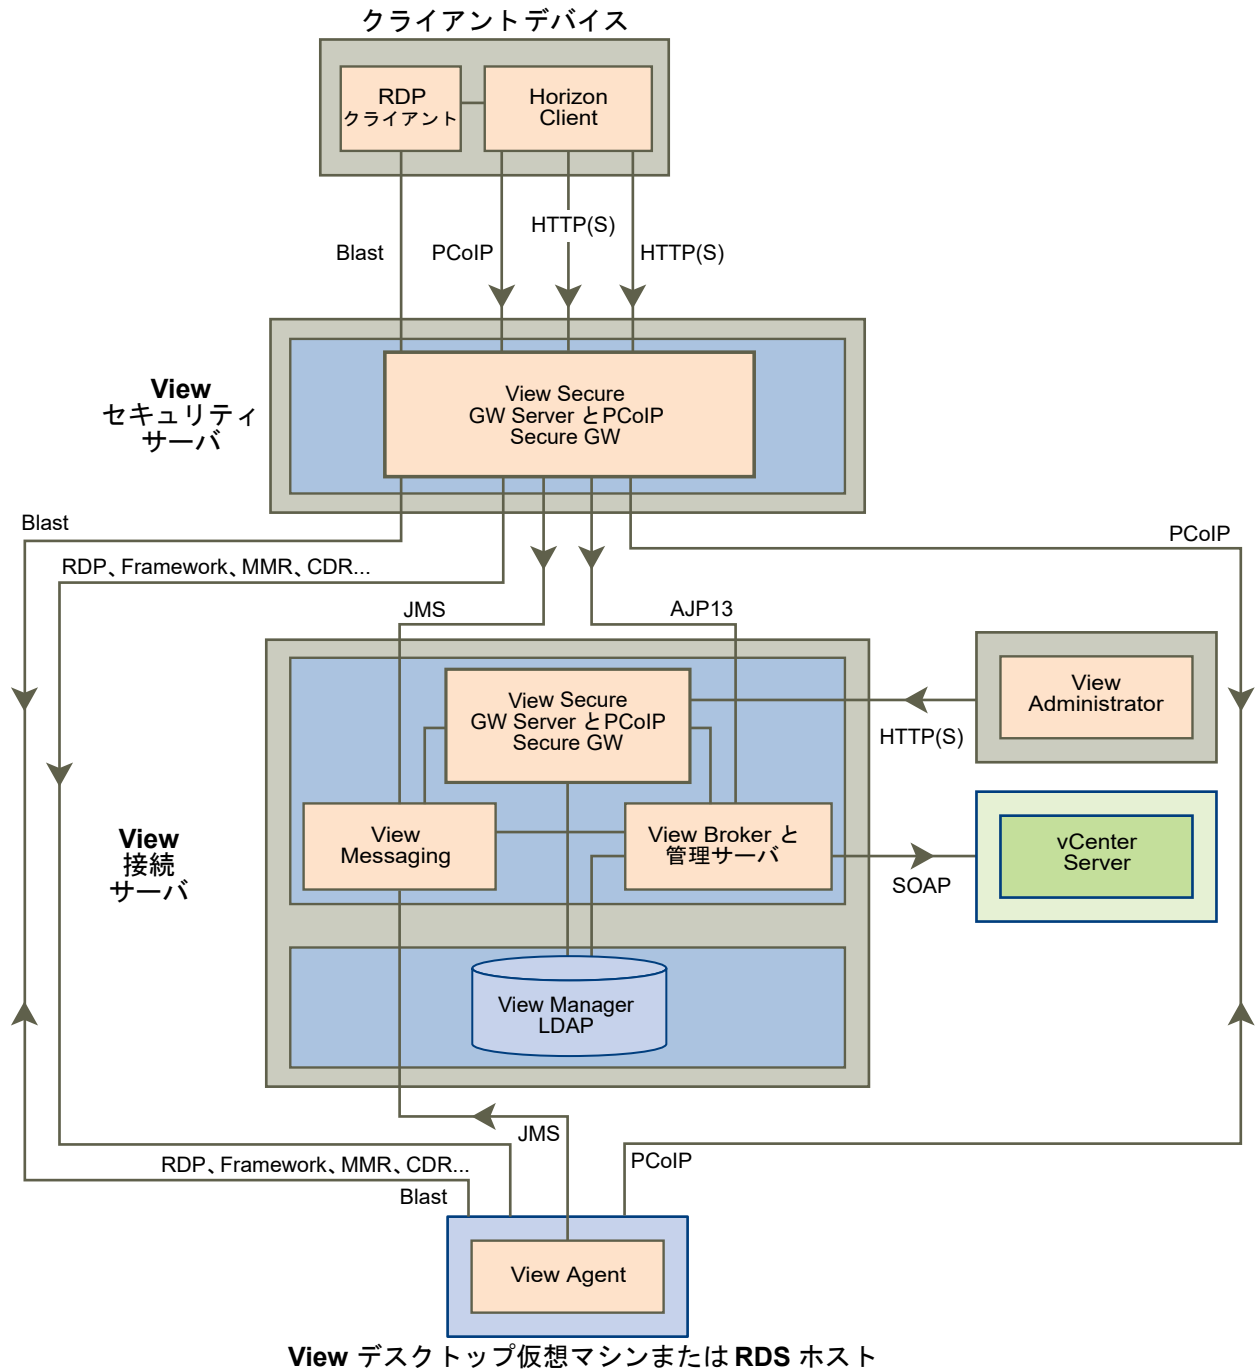 クライアントデバイス
RDP
クライアント
Horizon
Client
HTTP(S)
Blast
PCoIP
HTTP(S)
View
セキュリティ
サーバ
View Secure
GW Server とPCoIP
Secure GW
Blast
PCoIP
RDP、Framework、MMR、CDR...
JMS
AJP13
View Secure
GW Server とPCoIP
Secure GW
View
Administrator
HTTP(S)
View
接続
サーバ
View
Messaging
View Broker と
管理サーバ
vCenter
Server
SOAP
View Manager
LDAP
JMS
RDP、Framework、MMR、CDR...
PCoIP
Blast
View Agent
View デスクトップ仮想マシンまたは RDS ホスト